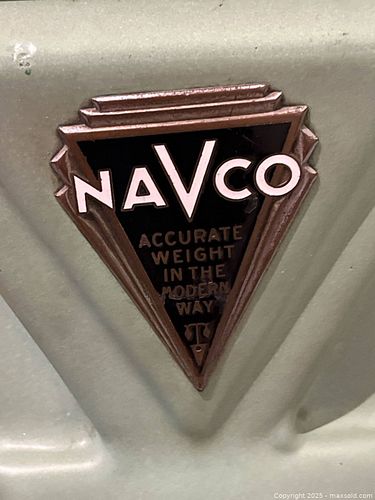 NAVCO
ACCURATE
WEIGHT
IN THE
MODERN
WAY
Copyright 2025 - maxsold.com